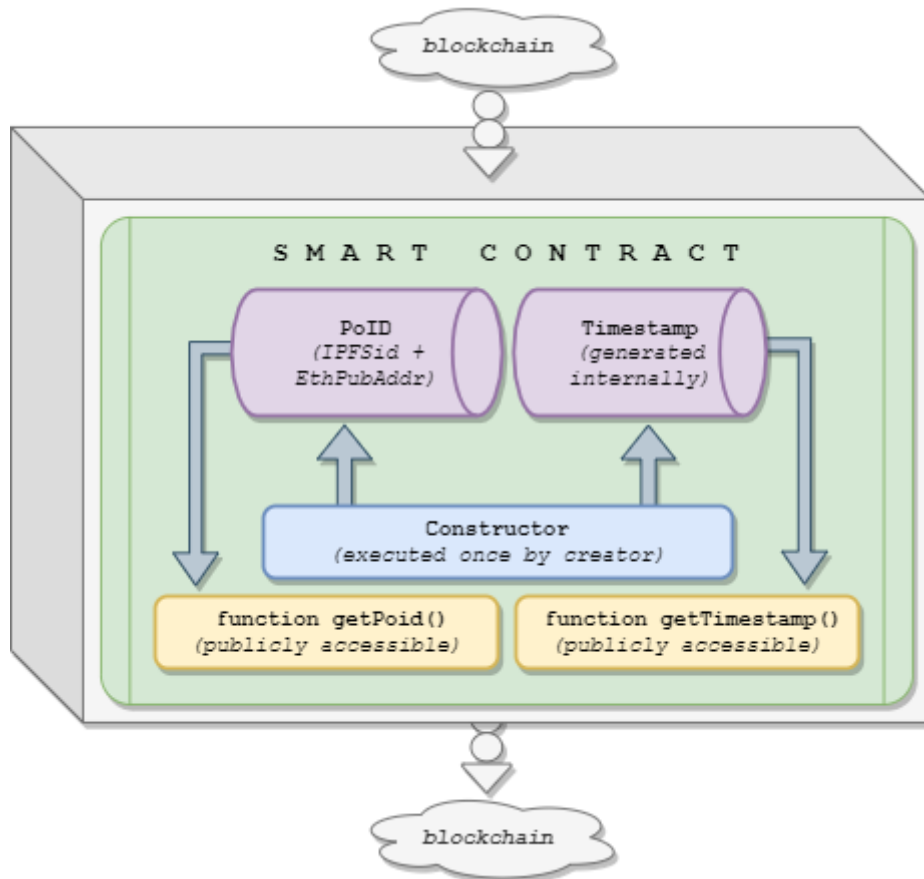 blockchain
S M A R T C O N T R A C T
PoID
(IPFSid +
EthPubAddr)
Timestamp
(generated
internally)
Constructor
(executed once by creator)
function getPoid()
(publicly accessible)
function getTimestamp()
(publicly accessible)
blockchain